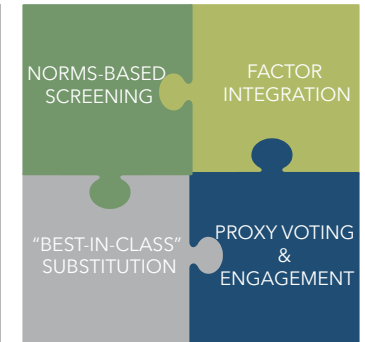 NORMS-BASED
SCREENING
FACTOR
INTEGRATION
“BEST-IN-CLASS”
SUBSTITUTION
PROXY VOTING
&
ENGAGEMENT